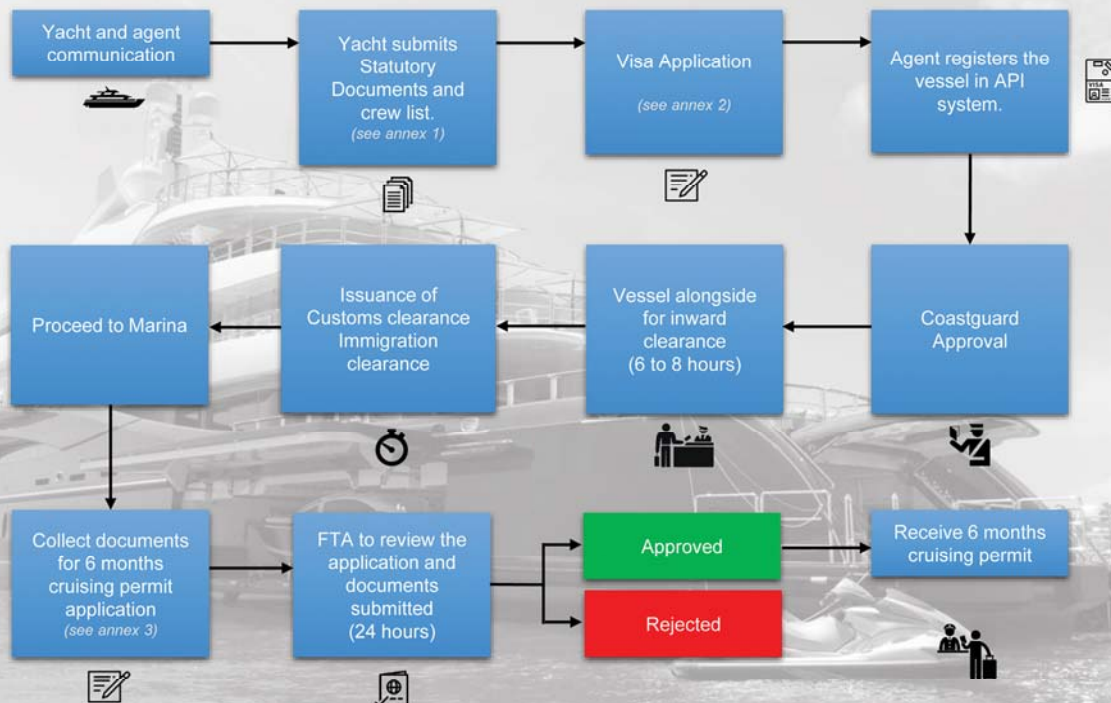 Yacht and agent
communication
Yacht submits
Statutory
Documents and
crew list.
(see annex 1)
Visa Application
(see annex 2)
Agent registers the
vessel in API
system.
VISA
Proceed to Marina
Issuance of
Customs clearance
Immigration
clearance
Vessel alongside
for inward
clearance
(6 to 8 hours)
Coastguard
Approval
Collect documents
for 6 months
cruising permit
application
(see annex 3)
FTA to review the
application and
documents
submitted
(24 hours)
Approved
Rejected
Receive 6 months
cruising permit